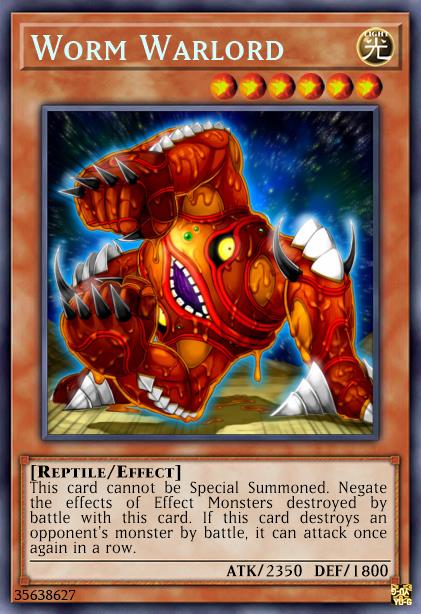 WORM WARLORD
LIGHT
光
[REPTILE/EFFECT]
This card cannot be Special Summoned. Negate
the effects of Effect Monsters destroyed by
battle with this card. If this card destroys an
opponent's monster by battle, it can attack once
again in a row.
ATK/2350 DEF/1800
35638627